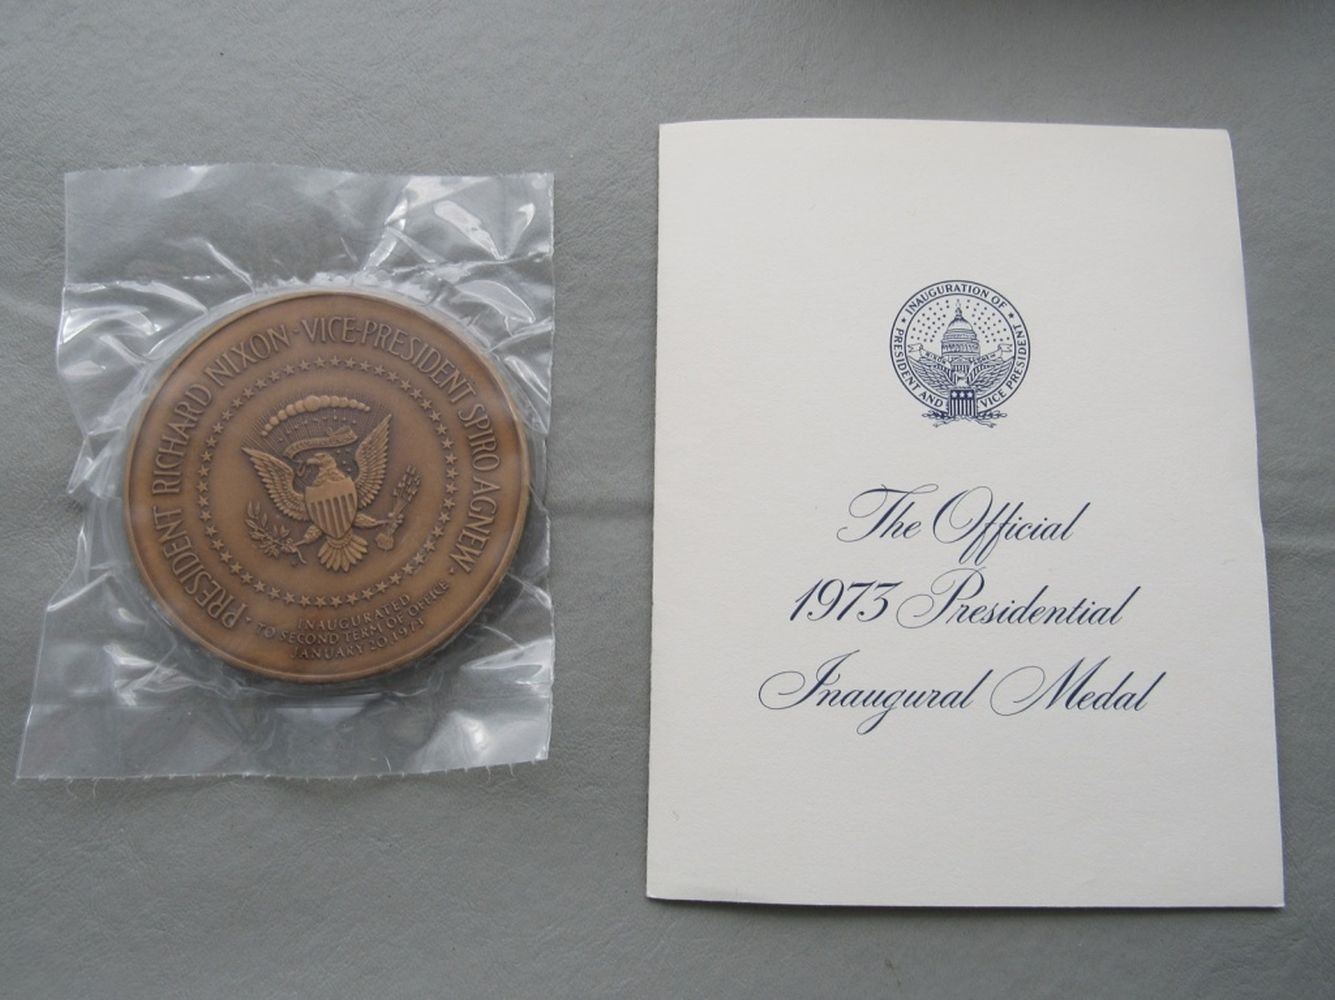 PRESIDENT RICHARD NIXON · VICE-PRESIDENT SPIRO AGNEW ·
INAUGURATED
TO SECOND TERM OF OFFICE
JANUARY 20, 1973
INAUGURATION OF
PRESIDENT AND VICE PRESIDENT
The Official
1973 Presidential
Inaugural Medal